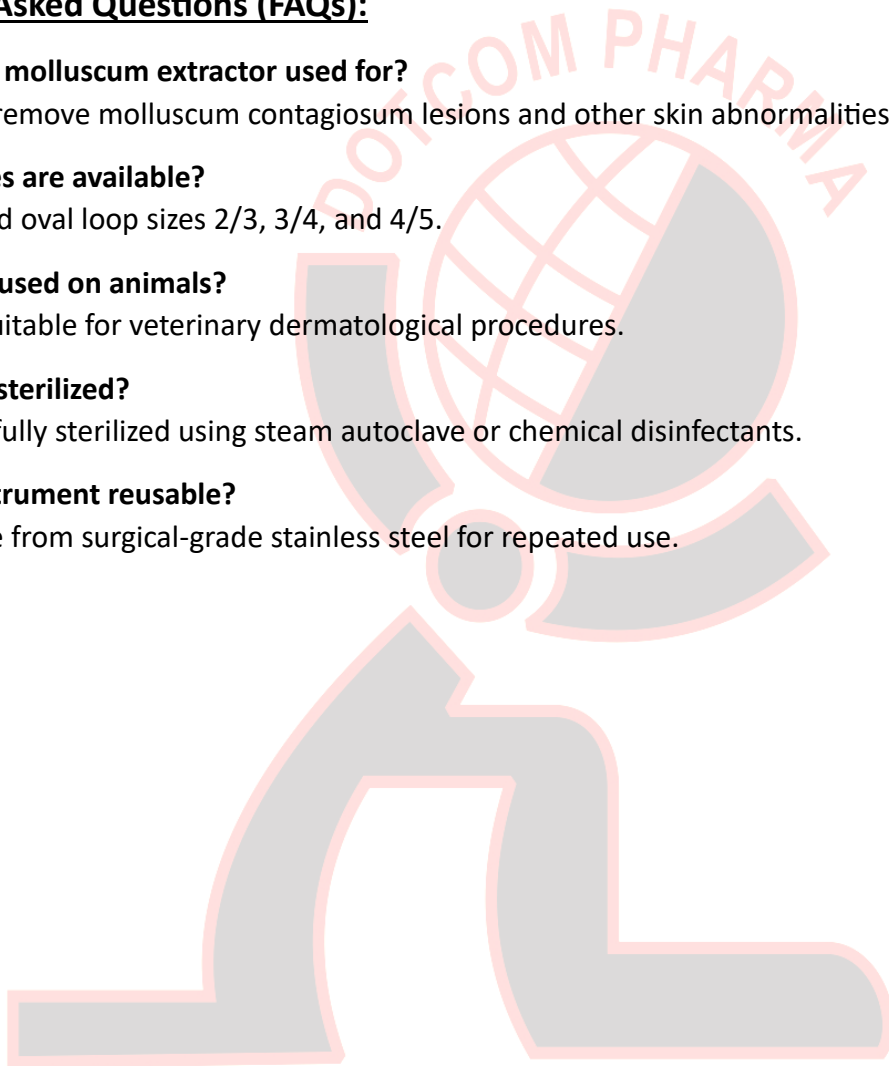 Asked Questions (FAQs):
molluscum extractor used for?
remove molluscum contagiosum lesions and other skin abnormalities
es are available?
d oval loop sizes 2/3, 3/4, and 4/5.
used on animals?
uitable for veterinary dermatological procedures.
sterilized?
fully sterilized using steam autoclave or chemical disinfectants.
trument reusable?
e from surgical-grade stainless steel for repeated use.
DOTCOM PHARMA